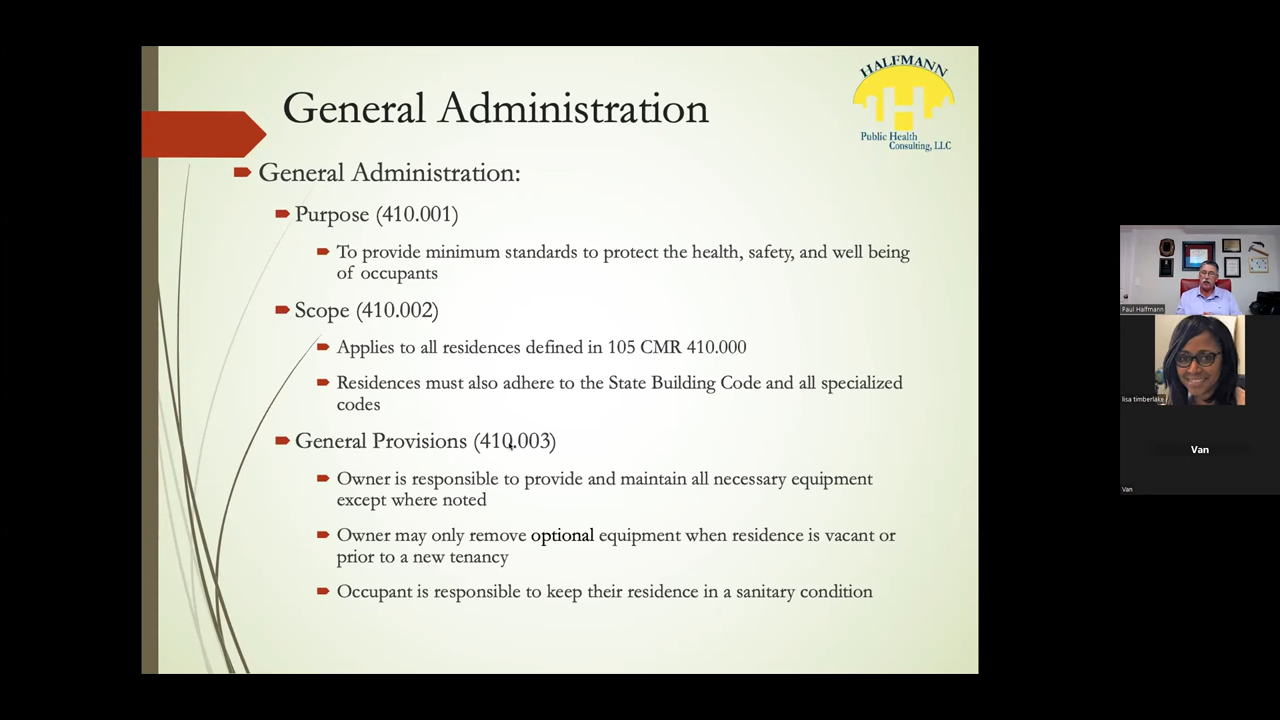 General Administration
HALFMANN
Public Health
Consulting, LLC
General Administration:
Purpose (410.001)
To provide minimum standards to protect the health, safety, and well being
of occupants
Scope (410.002)
Applies to all residences defined in 105 CMR 410.000
Residences must also adhere to the State Building Code and all specialized
codes
General Provisions (410.003)
Owner is responsible to provide and maintain all necessary equipment
except where noted
Owner may only remove optional equipment when residence is vacant or
prior to a new tenancy
Occupant is responsible to keep their residence in a sanitary condition
Paul Halfmann
lisa timberlake
Van
Van